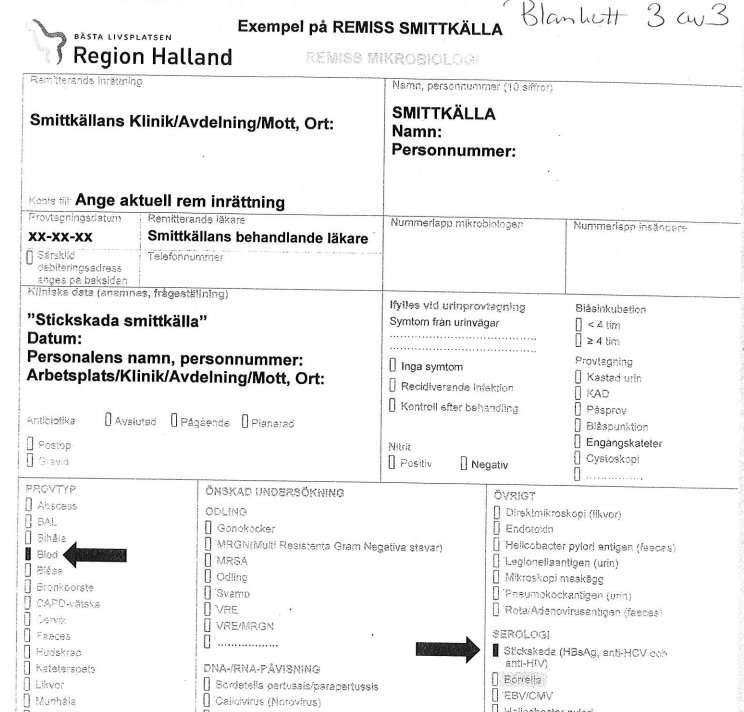 Blankett 3 av 3
Exempel på REMISS SMITTKÄLLA
BÄSTA LIVSPLATSEN
Region Halland
REMISS MIKROBIOLOGI
Remitterande inrättning
Namn, personnummer (10 siffror)
Smittkällans Klinik/Avdelning/Mott, Ort:
SMITTKÄLLA
Namn:
Personnummer:
Kopia till: Ange aktuell rem inrättning
Provtagningsdatum
Remitterande läkare
Nummerlapp mikrobiologen
Nummerlapp insändare
xx-xx-xx
Smittkällans behandlande läkare
Särskild
debiteringsadress
anges på baksidan
Telefonnummer
Kliniska data (anamnes, frågeställning)
"Stickskada smittkälla"
Datum:
Personalens namn, personnummer:
Arbetsplats/Klinik/Avdelning/Mott, Ort:
Antibiotika Avslutad Pågående Planerad
Postop
Gravid
Ifylles vid urinprovtagning
Symtom från urinvägar
Inga symtom
Recidiverande infektion
Kontroll efter behandling
Nitrit
Positiv Negativ
Blåsinkubation
< 4 tim
≥ 4 tim
Provtagning
Kastad urin
KAD
Påsprov
Blåspunktion
Engångskateter
Cystoskopi
................
PROVTYP
Abscess
BAL
Bihåla
Blod
Blåsa
Bronkborste
CAPD-vätska
Cervix
Faeces
Hudskrap
Kateterspets
Likvor
Munhåla
ÖNSKAD UNDERSÖKNING
ODLING
Gonokocker
MRGN(Multi Resistenta Gram Negativa stavar)
MRSA
Odling
Svamp
VRE
VRE/MRGN
................
DNA-/RNA-PÅVISNING
Bordetella pertussis/parapertussis
Calicivirus (Norovirus)
ÖVRIGT
Direktmikroskopi (likvor)
Endotoxin
Helicobacter pylori antigen (faeces)
Legionellaantigen (urin)
Mikroskopi maskägg
Pneumokockantigen (urin)
Rota/Adenovirusantigen (faeces)
SEROLOGI
Stickskada (HBsAg, anti-HCV och
anti-HIV)
Borrelia
EBV/CMV
Helicobacter pylori